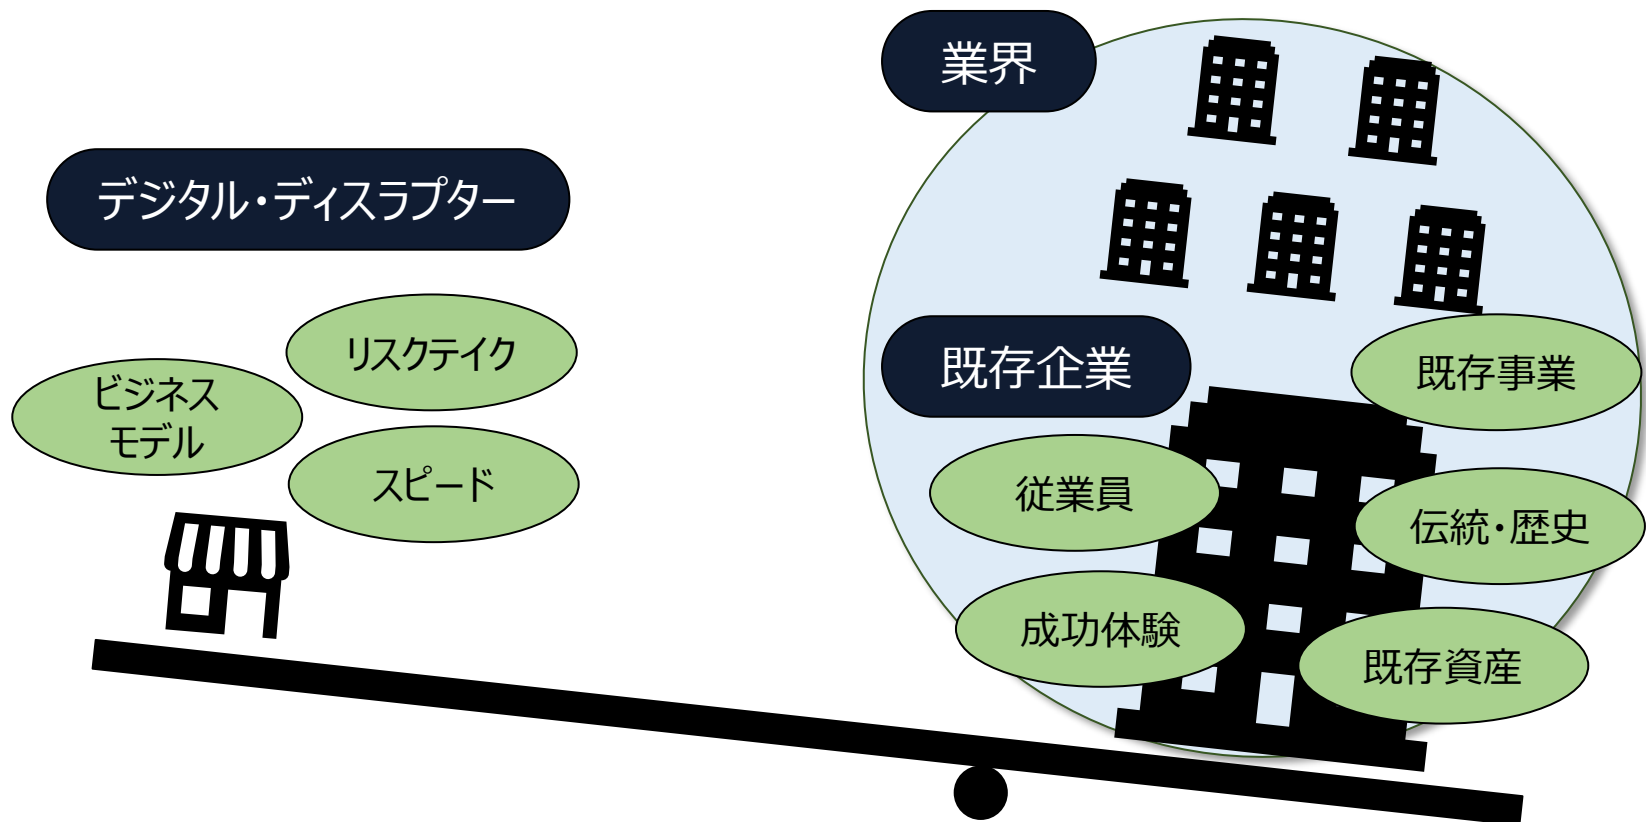 業界
デジタル・ディスラプター
リスクテイク
ビジネス
モデル
スピード
既存企業
既存事業
従業員
伝統・歴史
成功体験
既存資産